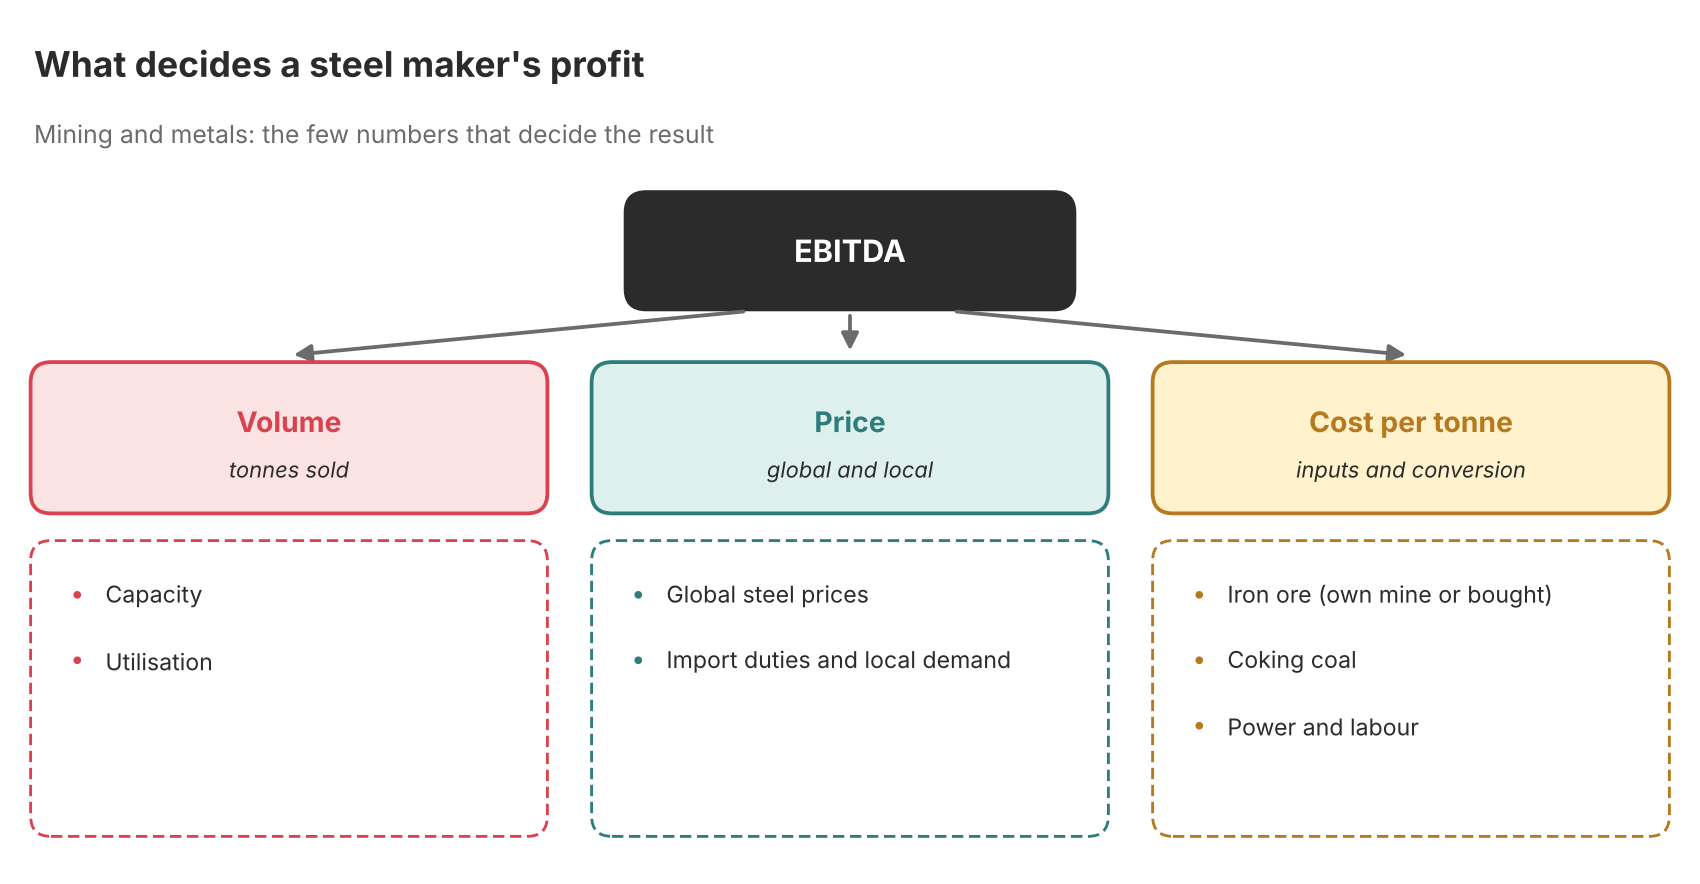 What decides a steel maker's profit
Mining and metals: the few numbers that decide the result
EBITDA
Volume
tonnes sold
Price
global and local
Cost per tonne
inputs and conversion
• Capacity
• Utilisation
• Global steel prices
• Import duties and local demand
• Iron ore (own mine or bought)
• Coking coal
• Power and labour